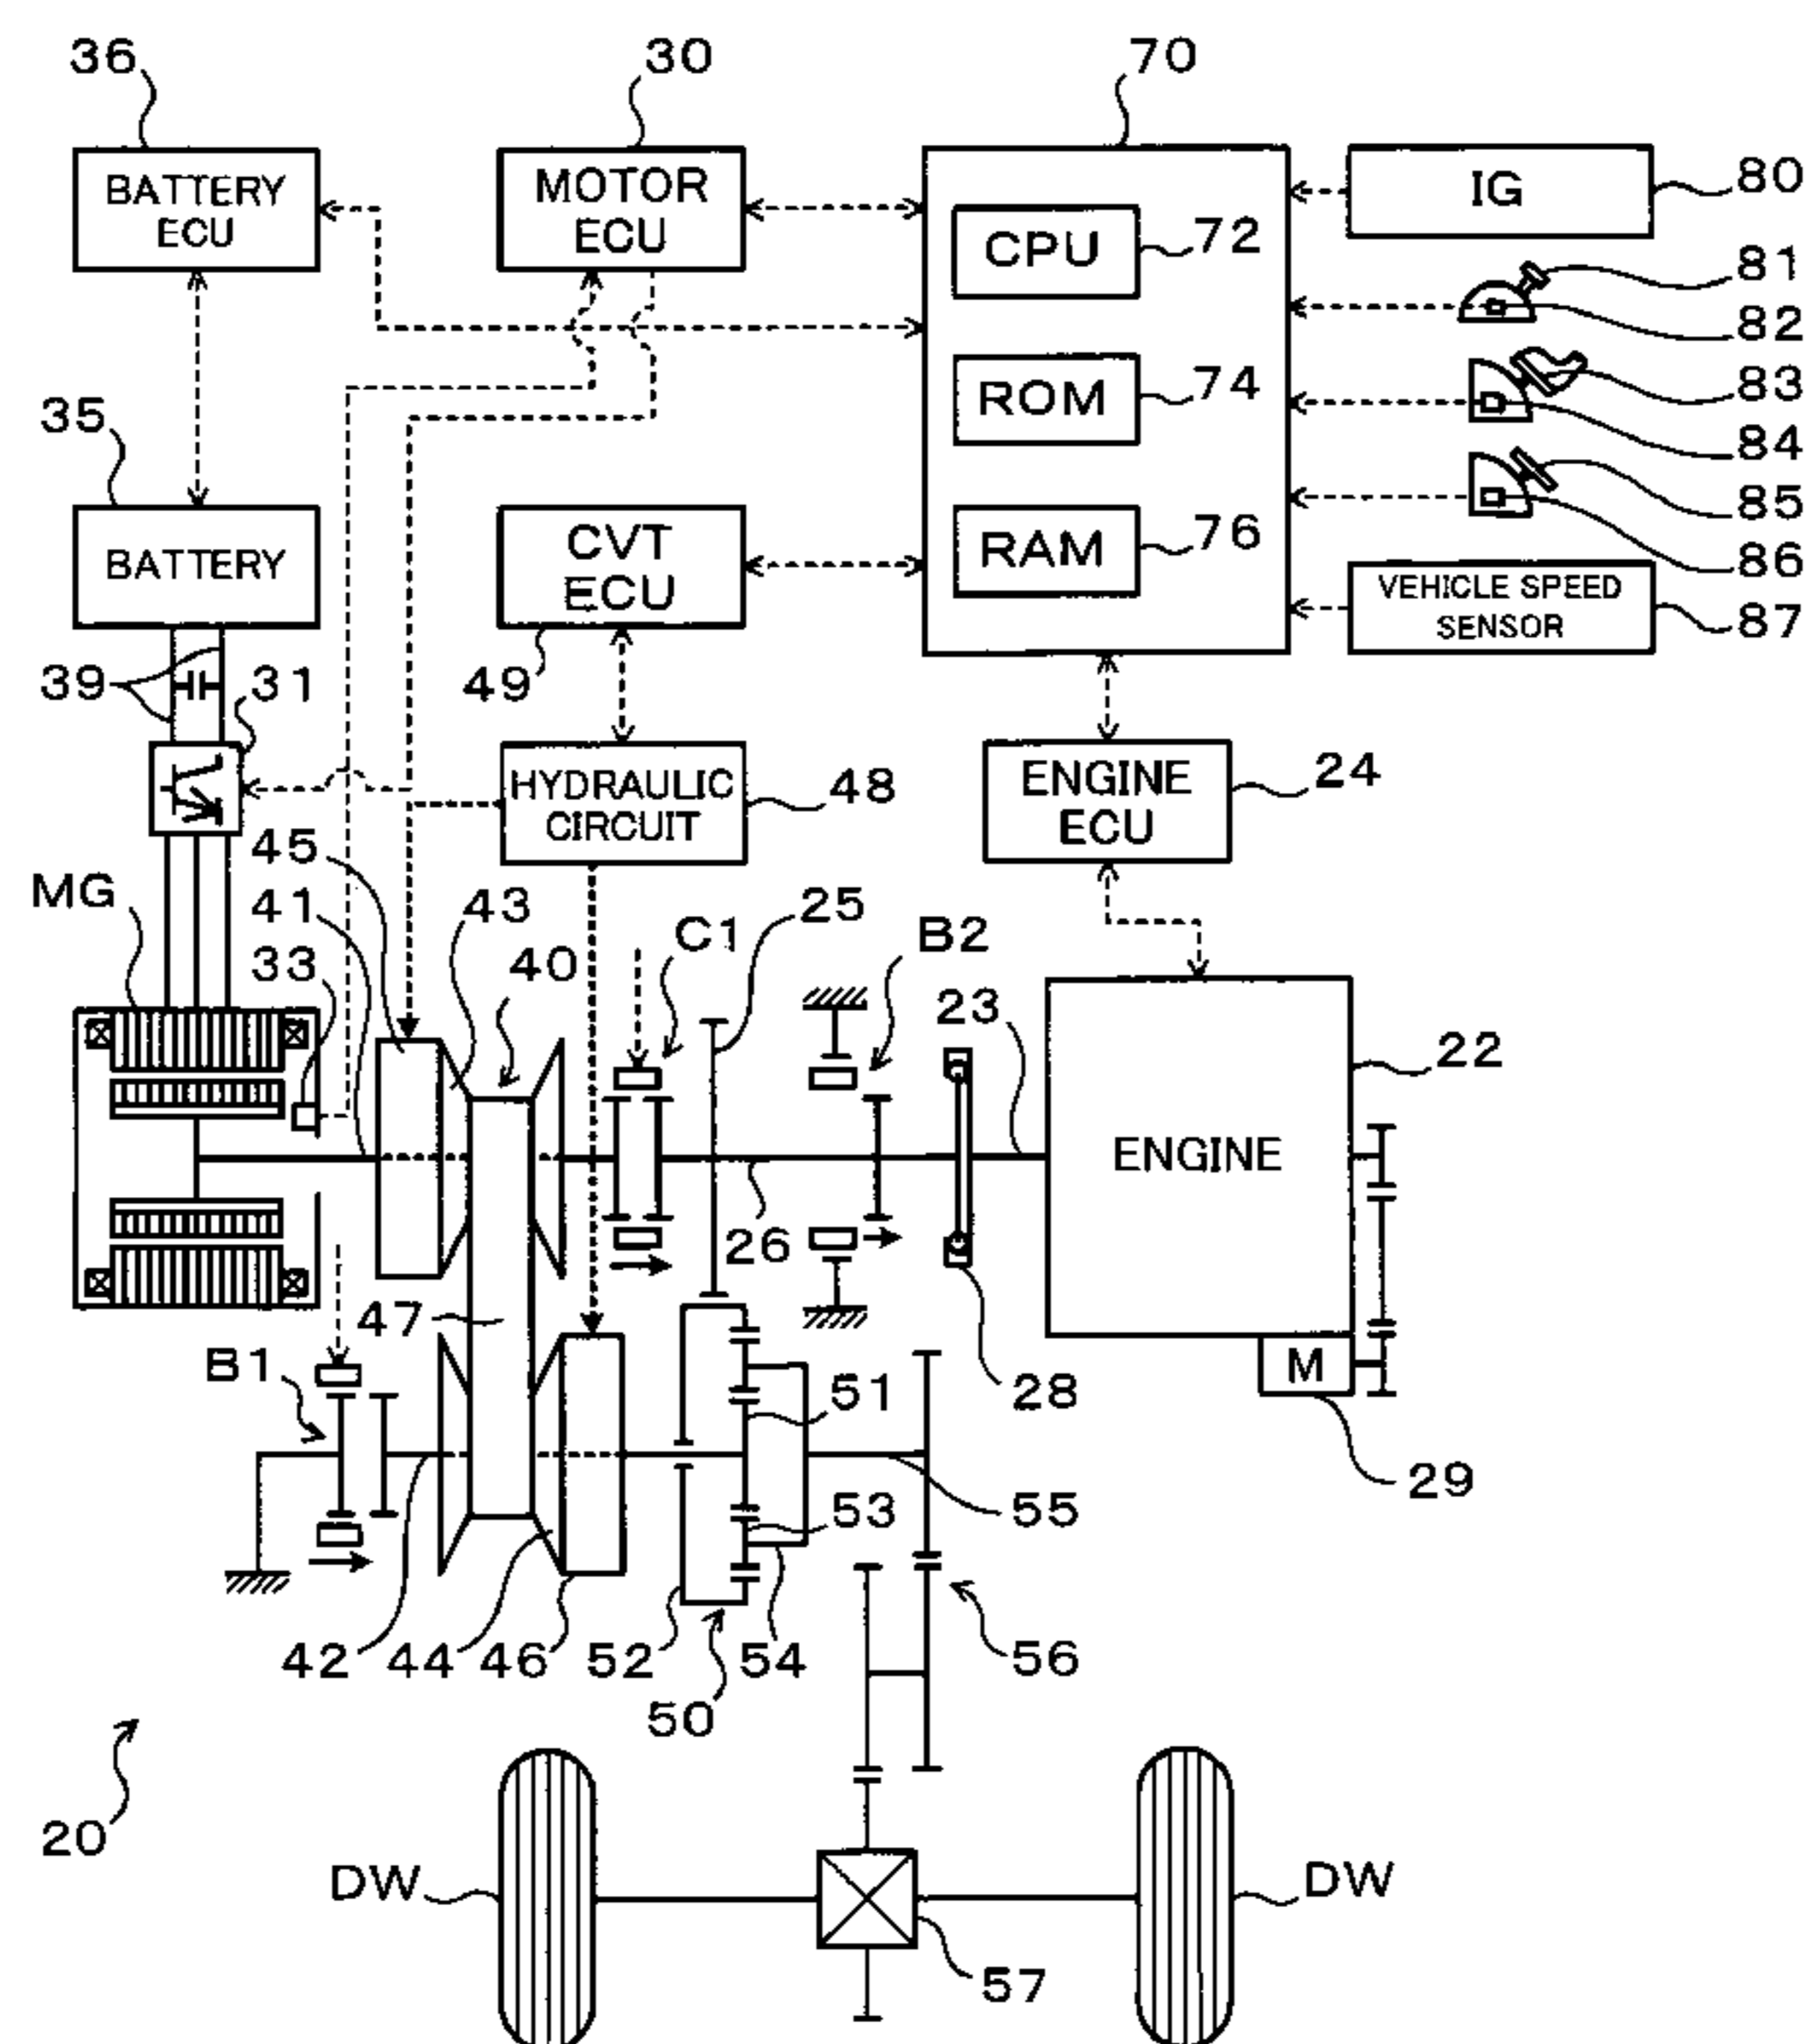 36
30
70
BATTERY
ECU
MOTOR
ECU
IG
80
CPU
72
81
82
ROM
74
83
84
35
BATTERY
CVT
ECU
RAM
76
85
86
VEHICLE SPEED
SENSOR
87
39
31
49
HYDRAULIC
CIRCUIT
48
ENGINE
ECU
24
45
MG
41
43
25
C1
B2
33
40
23
22
ENGINE
26
47
B1
51
28
M
29
53
55
42
44
46
52
54
56
50
20
DW
DW
57